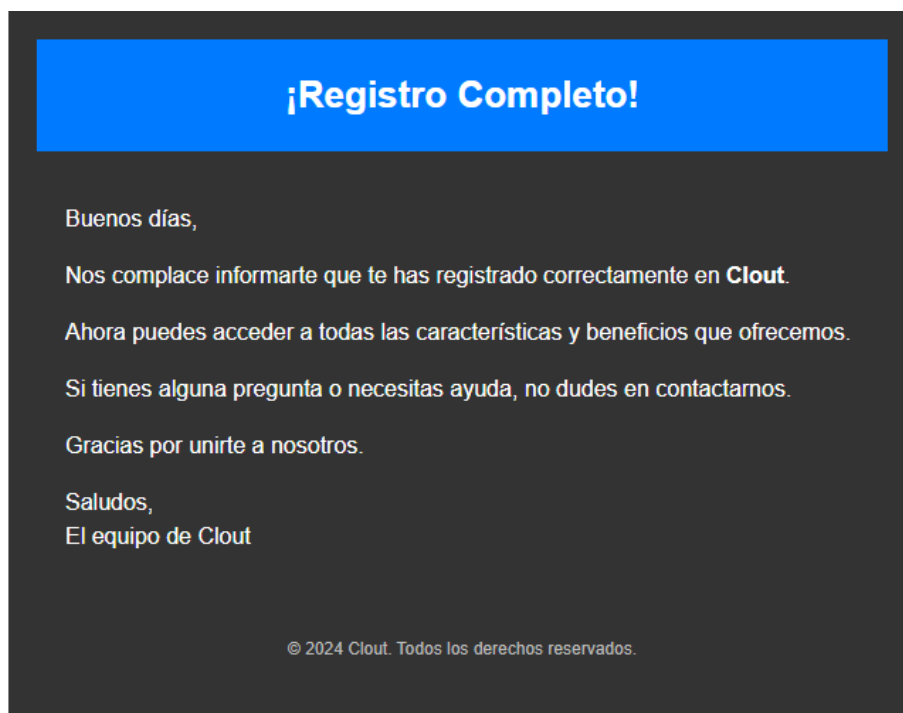 ¡Registro Completo!
Buenos días,
Nos complace informarte que te has registrado correctamente en Clout.
Ahora puedes acceder a todas las características y beneficios que ofrecemos.
Si tienes alguna pregunta o necesitas ayuda, no dudes en contactarnos.
Gracias por unirte a nosotros.
Saludos,
El equipo de Clout
© 2024 Clout. Todos los derechos reservados.